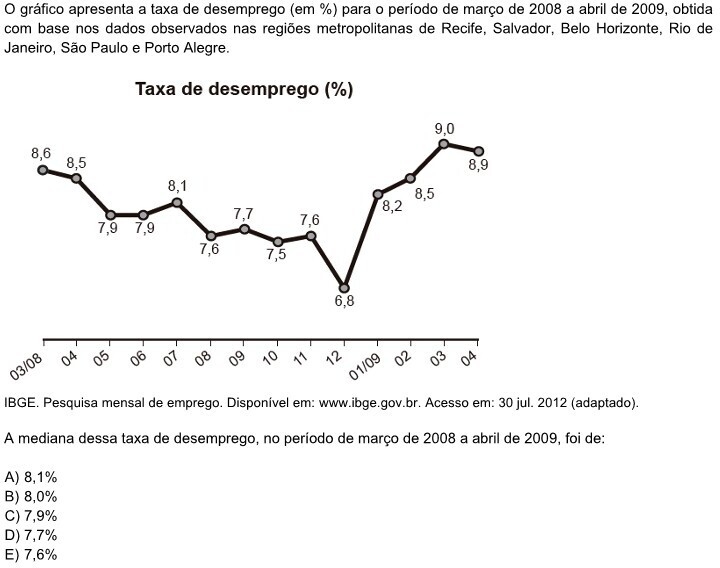 O gráfico apresenta a taxa de desemprego (em %) para o período de março de 2008 a abril de 2009, obtida
com base nos dados observados nas regiões metropolitanas de Recife, Salvador, Belo Horizonte, Rio de
Janeiro, São Paulo e Porto Alegre.
Taxa de desemprego (%)
8,6
8,5
7,9
7,9
8,1
7,6
7,7
7,5
7,6
6,8
8,2
8,5
9,0
8,9
03/08 04 05 06 07 08 09 10 11 12 01/09 02 03 04
IBGE. Pesquisa mensal de emprego. Disponível em: www.ibge.gov.br. Acesso em: 30 jul. 2012 (adaptado).
A mediana dessa taxa de desemprego, no período de março de 2008 a abril de 2009, foi de:
A) 8,1%
B) 8,0%
C) 7,9%
D) 7,7%
E) 7,6%